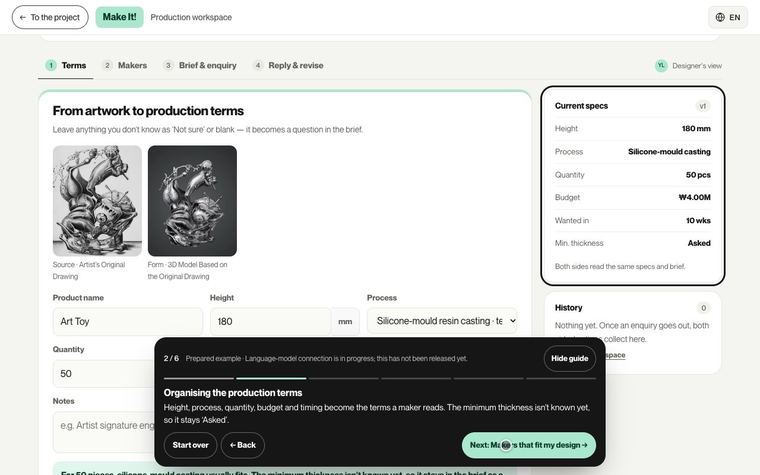 ← To the project
Make It!
Production workspace
EN
1 Terms
2 Makers
3 Brief & enquiry
4 Reply & revise
YL Designer's view
From artwork to production terms
Leave anything you don't know as 'Not sure' or blank — it becomes a question in the brief.
Source · Artist's Original
Drawing
Form · 3D Model Based on
the Original Drawing
Product name
Art Toy
Height
180
mm
Process
Silicone-mould resin casting · te
Quantity
50
Notes
e.g. Artist signature eng
Current specs
v1
Height 180 mm
Process Silicone-mould casting
Quantity 50 pcs
Budget ₩4.00M
Wanted in 10 wks
Min. thickness Asked
Both sides read the same specs and brief.
History
0
Nothing yet. Once an enquiry goes out, both
collect here.
space
2 / 6 Prepared example · Language-model connection is in progress; this has not been released yet.
Hide guide
Organising the production terms
Height, process, quantity, budget and timing become the terms a maker reads. The minimum thickness isn't known yet,
so it stays 'Asked'.
Start over
← Back
Next: Makers that fit my design →